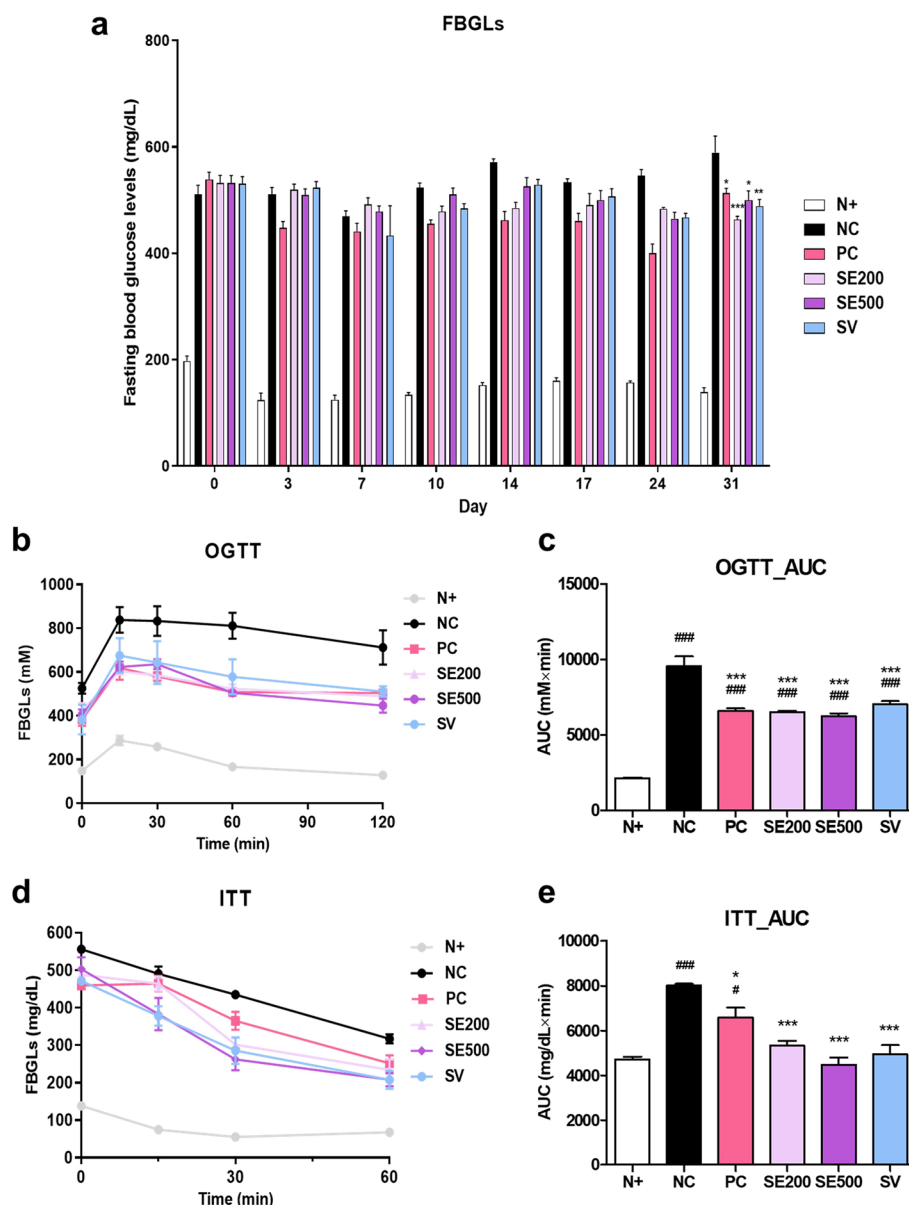 a
FBGLs
Fasting blood glucose levels (mg/dL)
800
600
400
200
0
* *** * **
0 3 7 10 14 17 24 31
Day
N+
NC
PC
SE200
SE500
SV
b
OGTT
FBGLs (mM)
1000
800
600
400
200
0
0 30 60 90 120
Time (min)
N+
NC
PC
SE200
SE500
SV
c
OGTT_AUC
AUC (mM×min)
15000
10000
5000
0
###
*** *** *** ***
### ### ### ###
N+ NC PC SE200 SE500 SV
d
ITT
FBGLs (mg/dL)
600
500
400
300
200
100
0
0 30 60
Time (min)
N+
NC
PC
SE200
SE500
SV
e
ITT_AUC
AUC (mg/dL×min)
10000
8000
6000
4000
2000
0
###
*
#
*** *** ***
N+ NC PC SE200 SE500 SV